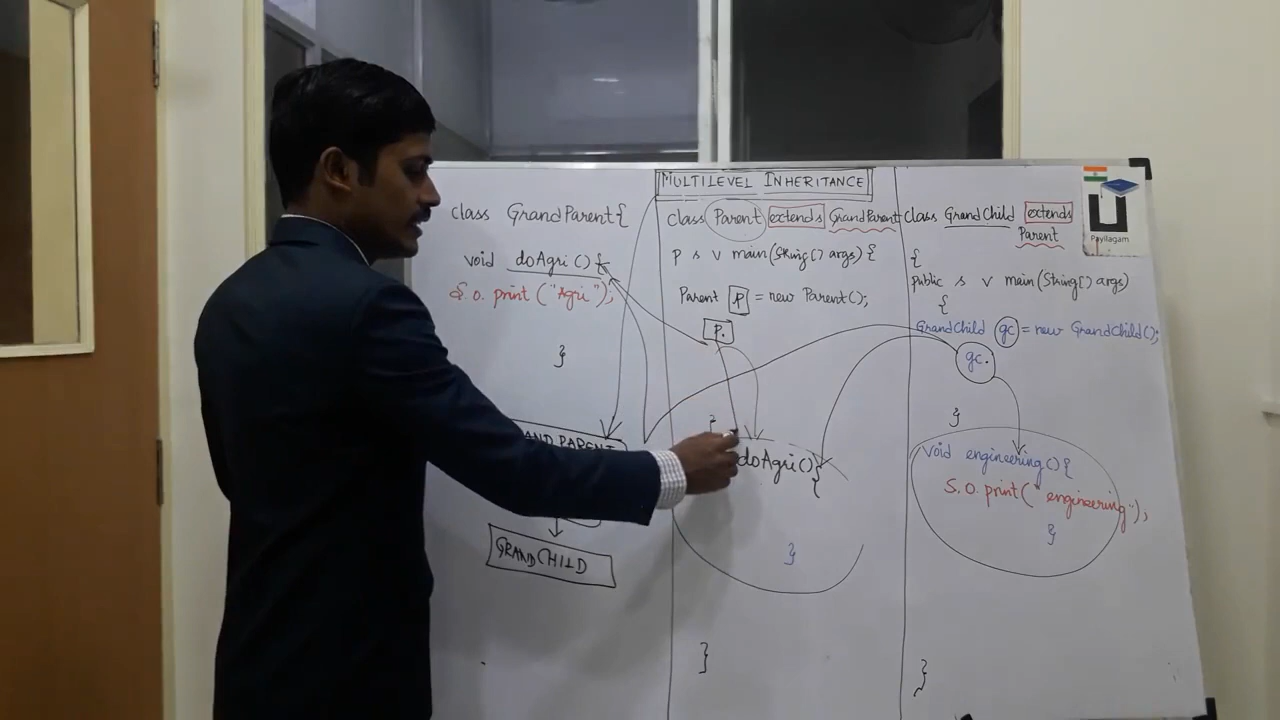 MULTILEVEL INHERITANCE
class GrandParent{
void doAgri() {
S.o. print ("Agri");
}
GRANDCHILD
class Parent extends GrandParent
p s v main(String[] args) {
Parent p = new Parent();
p.
}
doAgri() {
}
}
class GrandChild extends
Parent
{
public s v main(String[] args)
{
GrandChild gc = new GrandChild();
gc.
}
void engineering() {
S.O. print(" engineering");
}
}
Payilagam